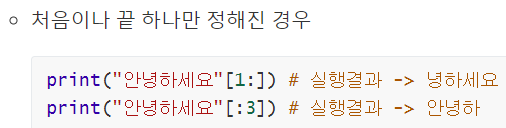 처음이나 끝 하나만 정해진 경우
print("안녕하세요"[1:]) # 실행결과 -> 녕하세요
print("안녕하세요"[:3]) # 실행결과 -> 안녕하